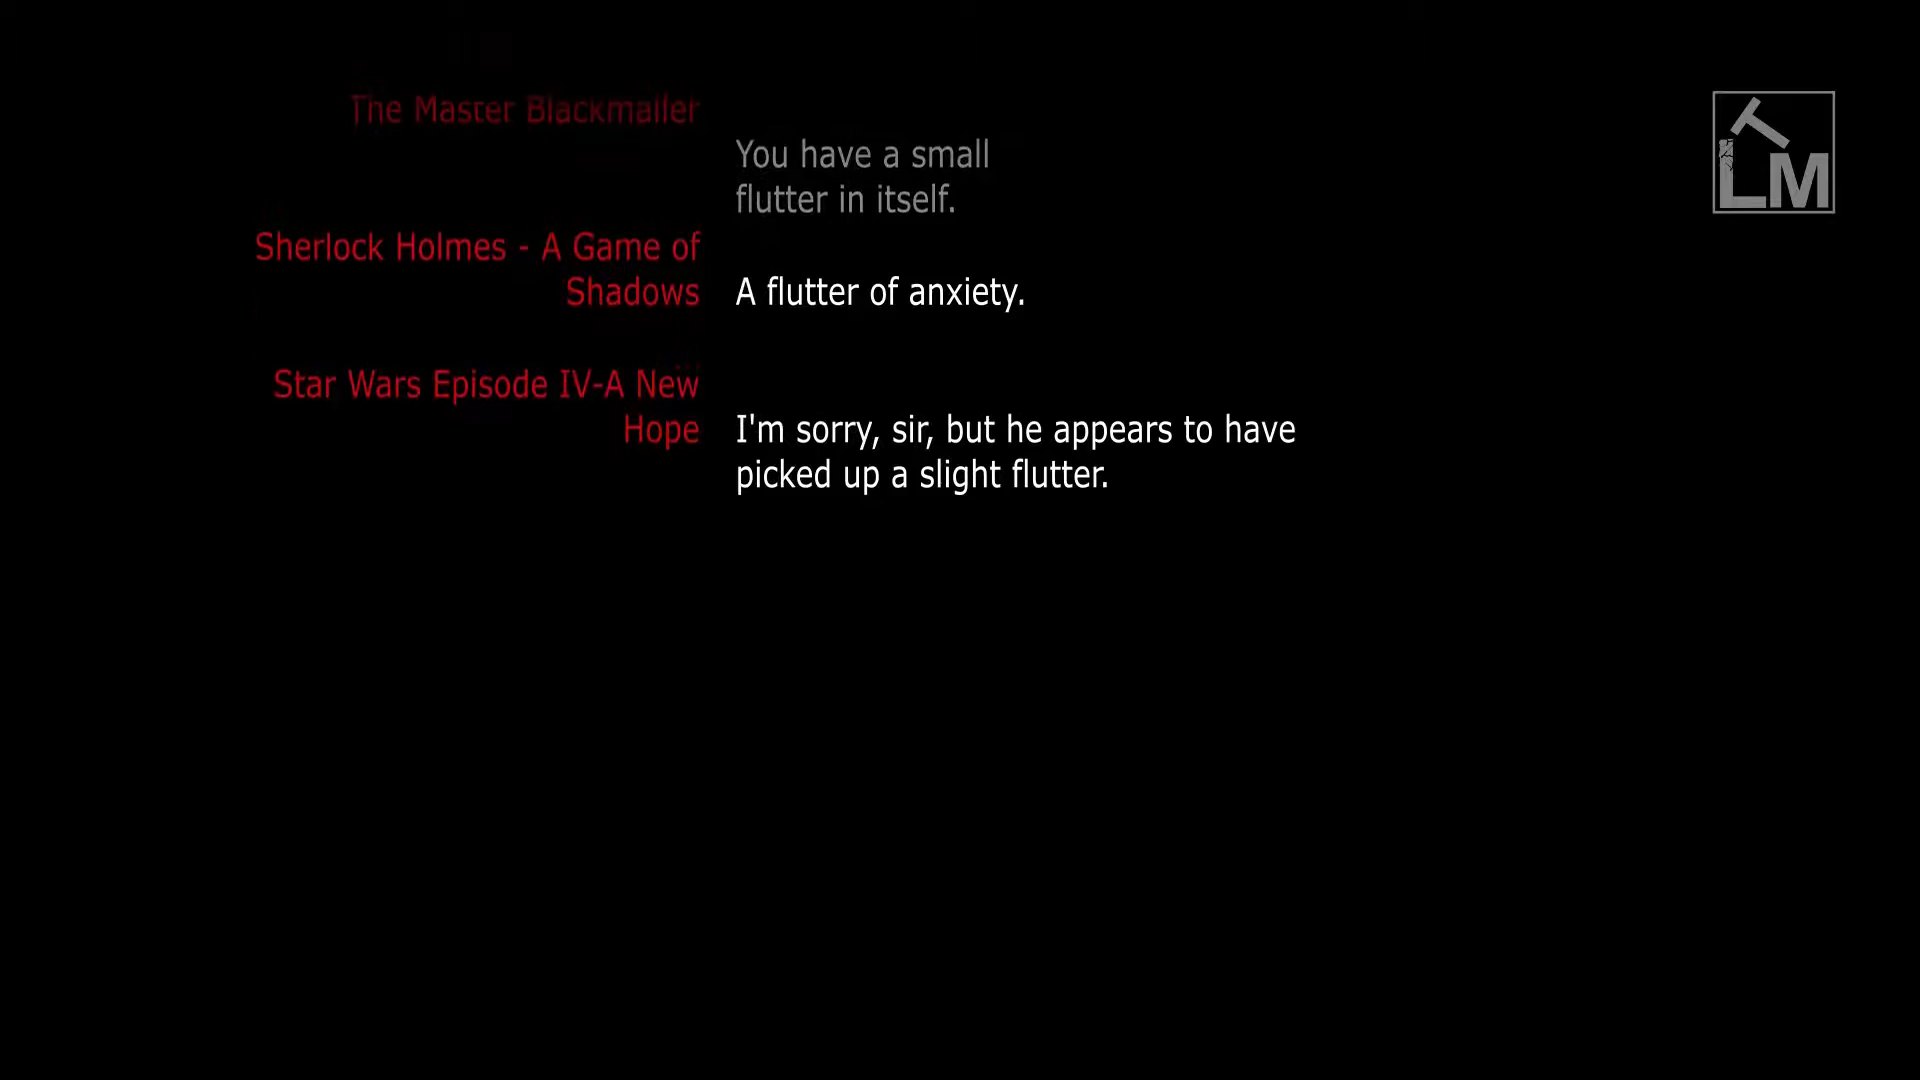 The Master Blackmailer
You have a small
flutter in itself.
Sherlock Holmes - A Game of
Shadows
A flutter of anxiety.
Star Wars Episode IV-A New
Hope
I'm sorry, sir, but he appears to have
picked up a slight flutter.
TLM